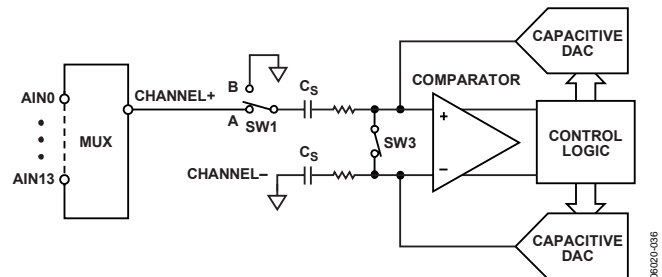 CAPACITIVE
DAC
B
COMPARATOR
AIN0
CHANNEL+
CS
A
SW1
+
MUX
SW3
CONTROL
LOGIC
CS
AIN13
CHANNEL–
–
CAPACITIVE
DAC
06020-036